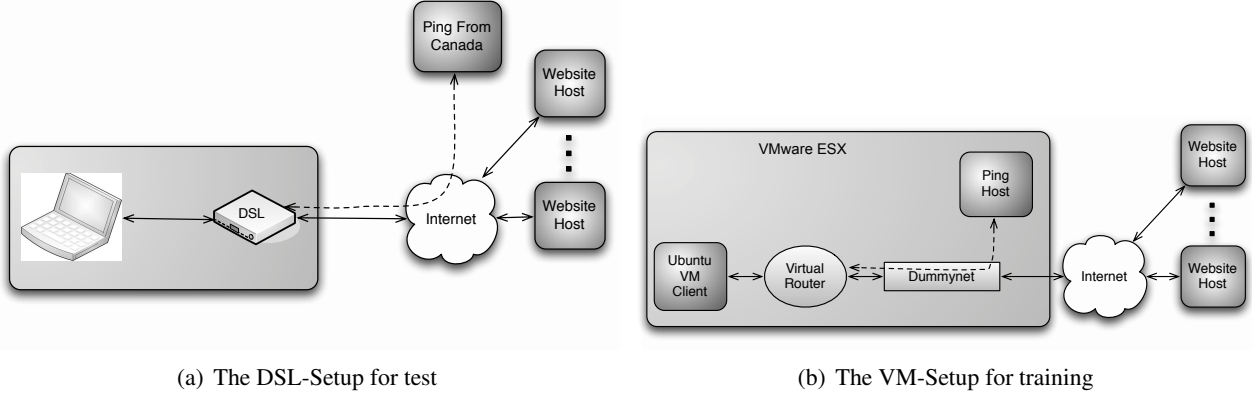 Ping From
Canada
Website
Host
DSL
Internet
Website
Host
(a) The DSL-Setup for test
VMware ESX
Website
Host
Ping
Host
Ubuntu
VM
Client
Virtual
Router
Dummynet
Internet
Website
Host
(b) The VM-Setup for training